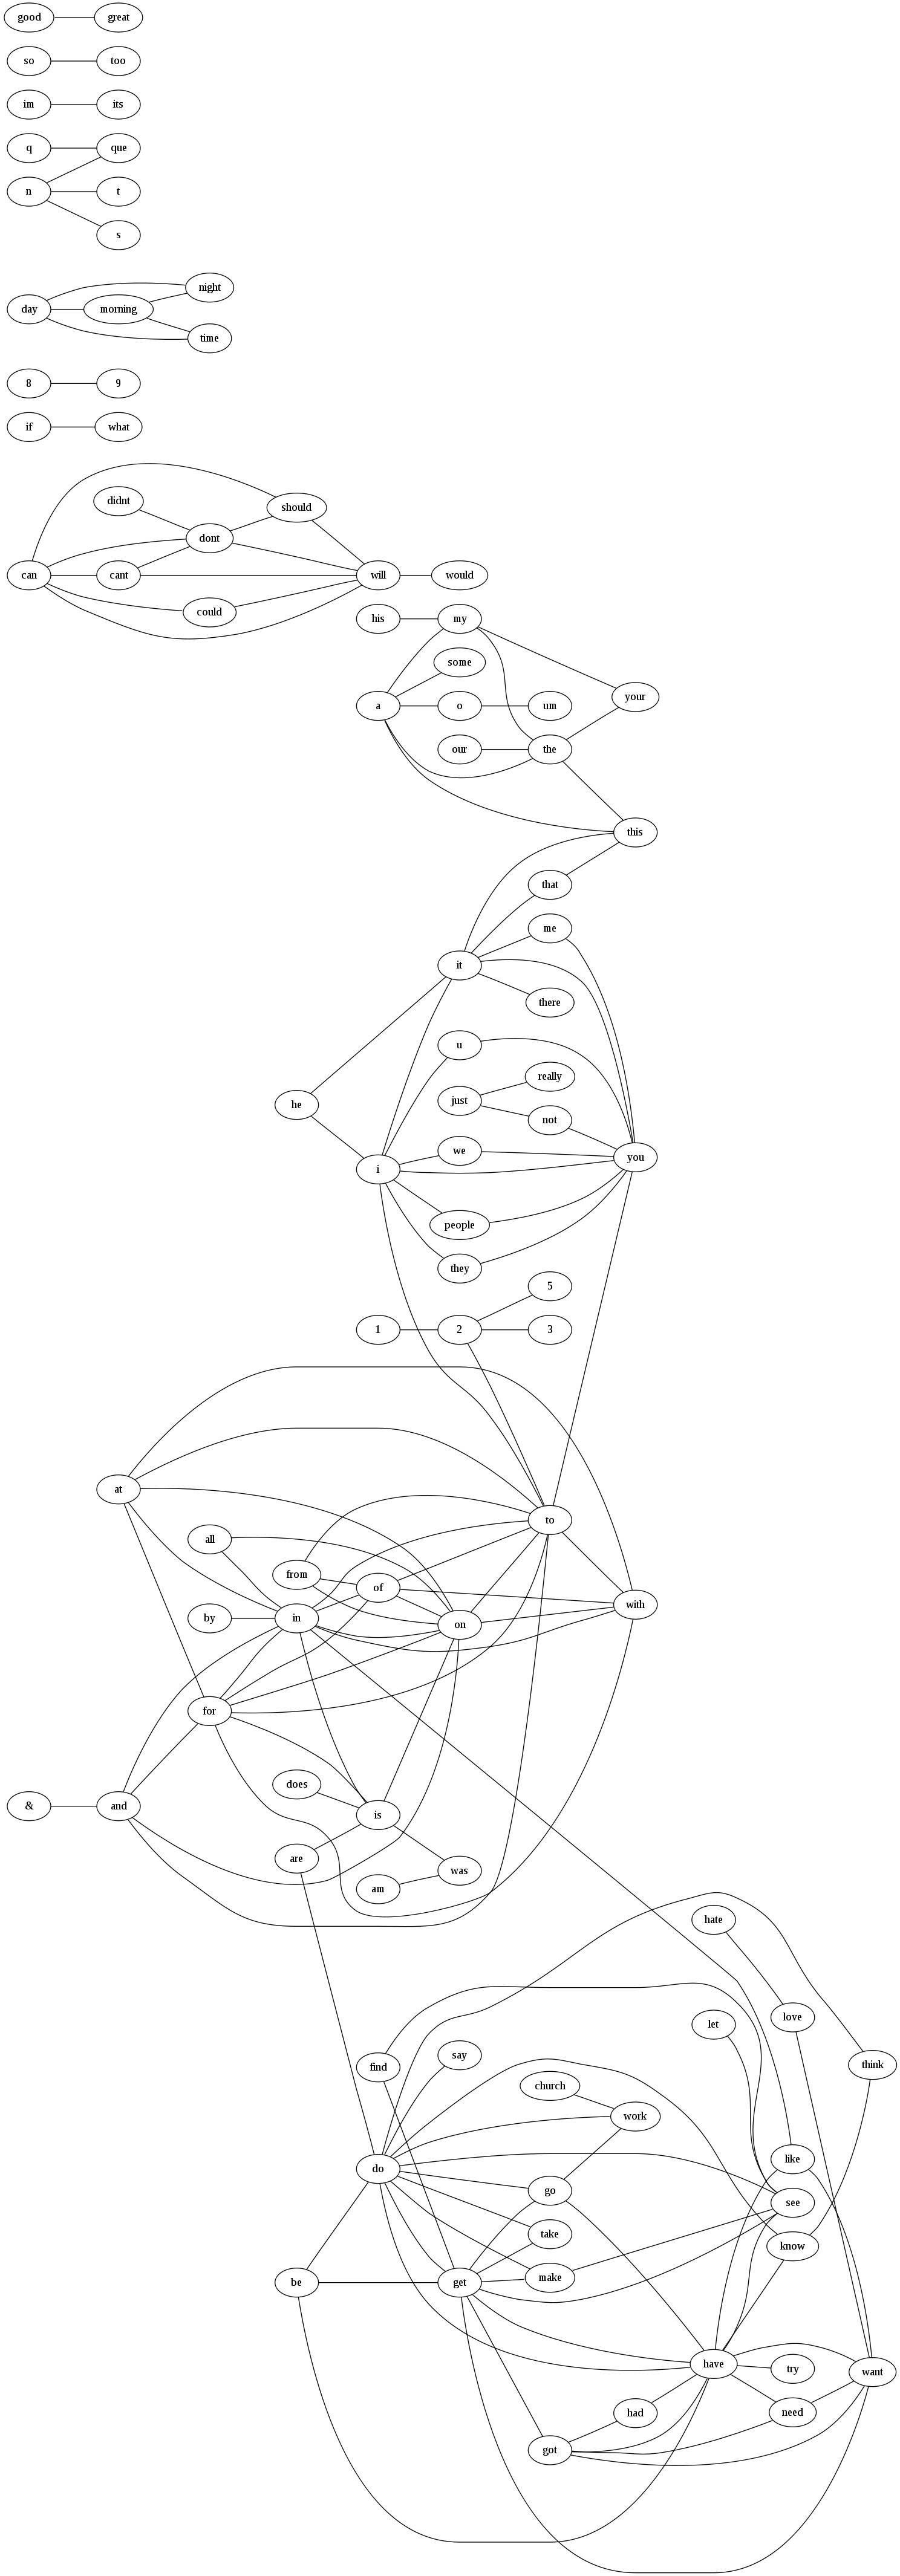 good great
so too
im its
q que
n t
s
night
day morning
time
8 9
if what
didnt should
dont
can cant will would
could
his my
some
your
a o um
our the
this
that
me
it
there
u
really
just
he
not
we you
i
people
they
5
1 2 3
at
to
all
from
of
with
by in on
for
does
& and is
are was
am
hate
love
let
say think
find
church
work
like
do
go see
take
know
make
be get
have try want
had need
got